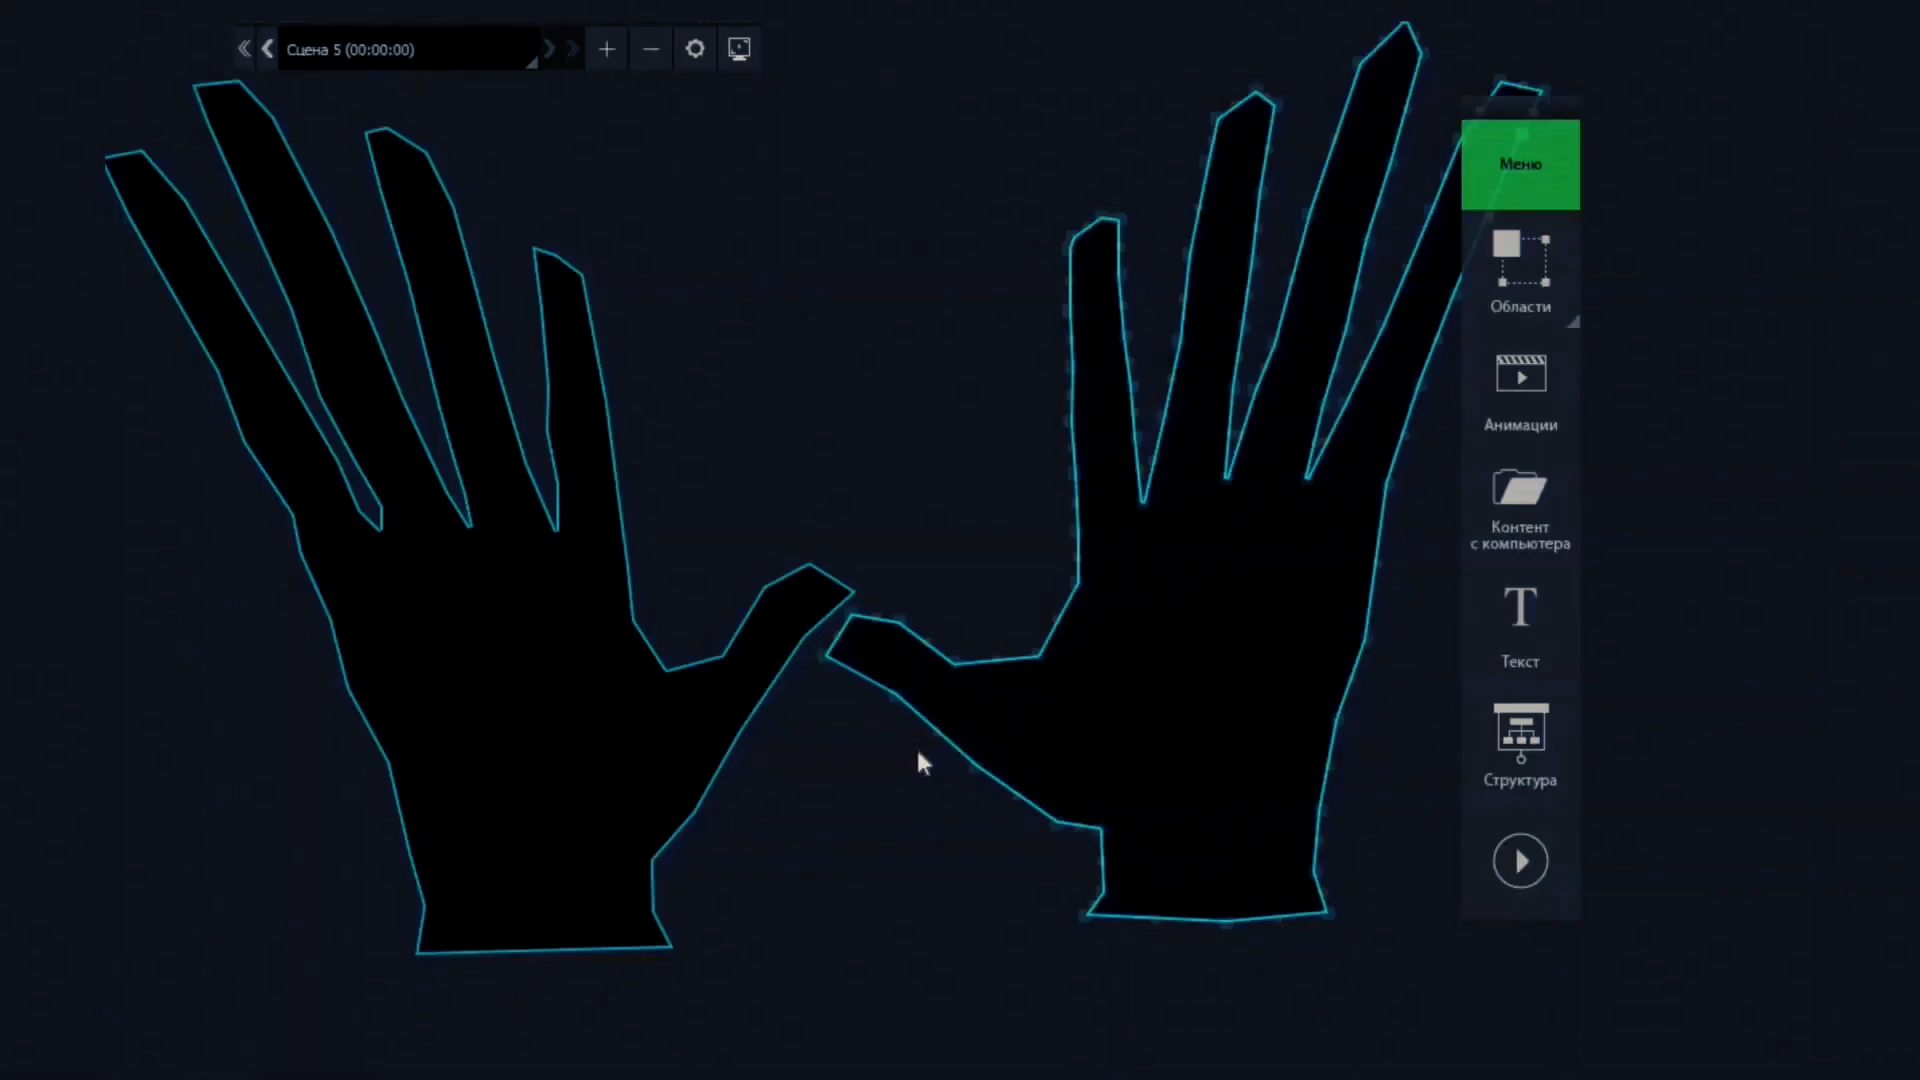 Сцена 5 (00:00:00)
Меню
Области
Анимации
Контент
с компьютера
Текст
Структура